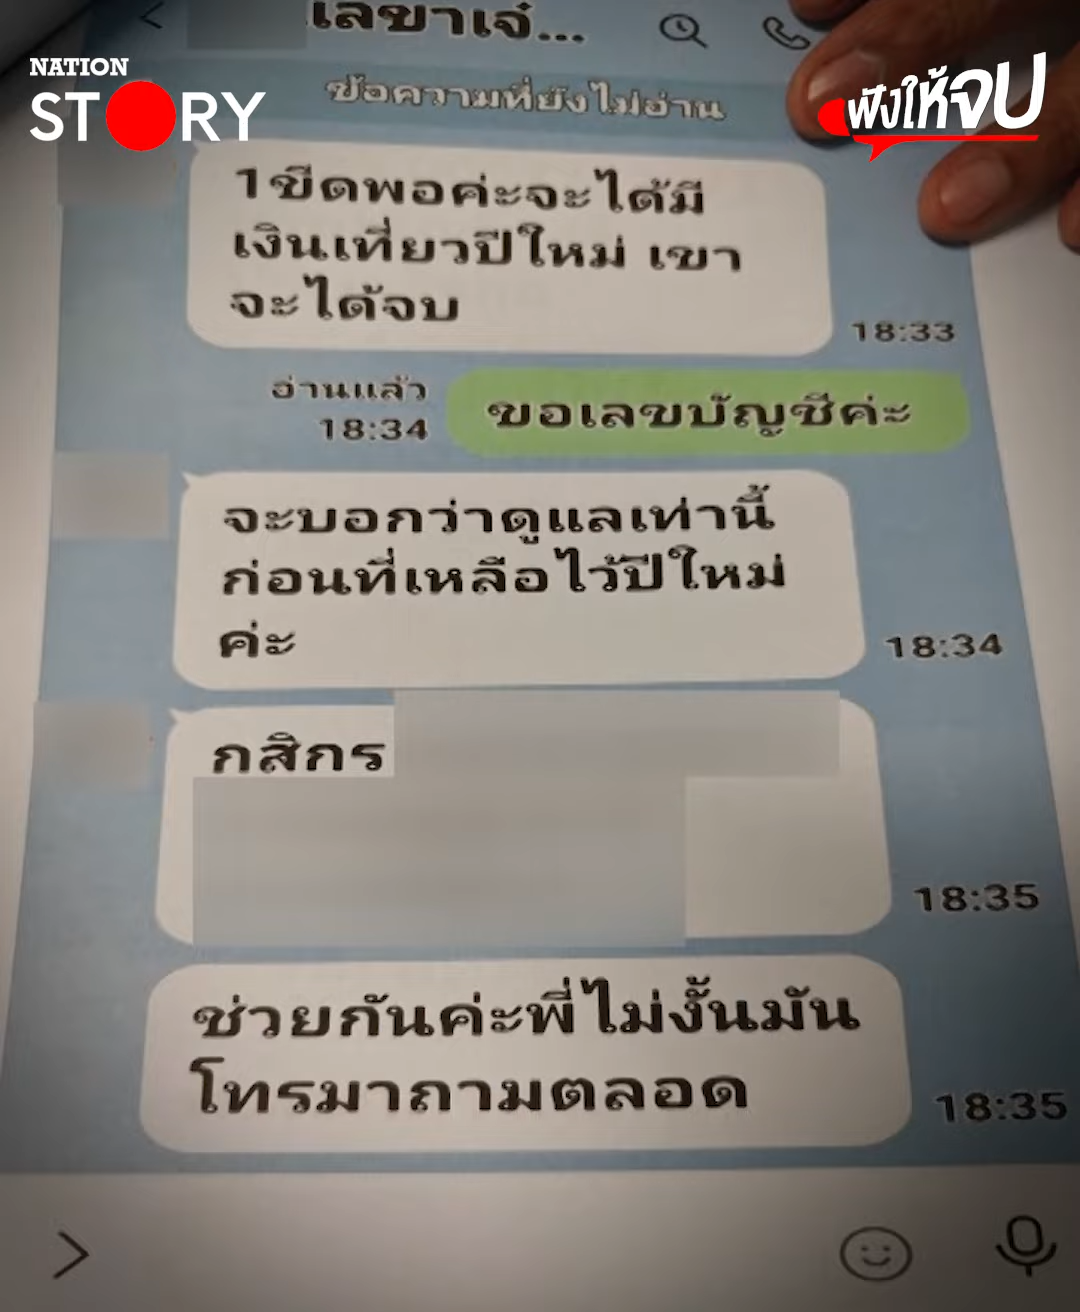 NATION
STORY
ฟังให้จบ
เลขาเจ๋...
ข้อความที่ยังไม่อ่าน
1ขีดพอค่ะจะได้มี
เงินเที่ยวปีใหม่ เขา
จะได้จบ
18:33
อ่านแล้ว
18:34
ขอเลขบัญชีค่ะ
จะบอกว่าดูแลเท่านี้
ก่อนที่เหลือไว้ปีใหม่
ค่ะ
18:34
กสิกร
18:35
ช่วยกันค่ะพี่ไม่งั้นมัน
โทรมาถามตลอด
18:35